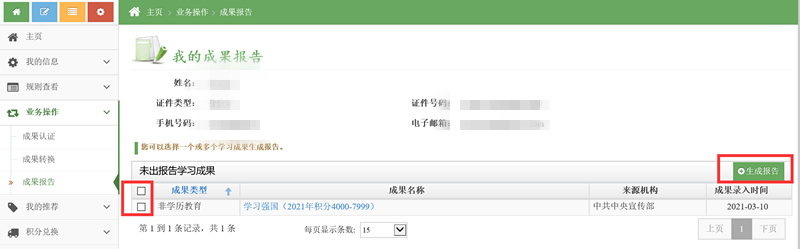 主页 > 业务操作 > 成果报告
主页
我的信息
规则查看
业务操作
成果认证
成果转换
» 成果报告
我的推荐
积分兑换
我的成果报告
姓名:
证件类型: 证件号码:
手机号码: 电子邮箱:
您可以选择一个或多个学习成果生成报告。
未出报告学习成果 生成报告
成果类型 成果名称 来源机构 成果录入时间
非学历教育 学习强国（2021年积分4000-7999） 中共中央宣传部 2021-03-10
第 1 到 1 条记录，共 1 条 每页显示条数: 15 上页 1 下页